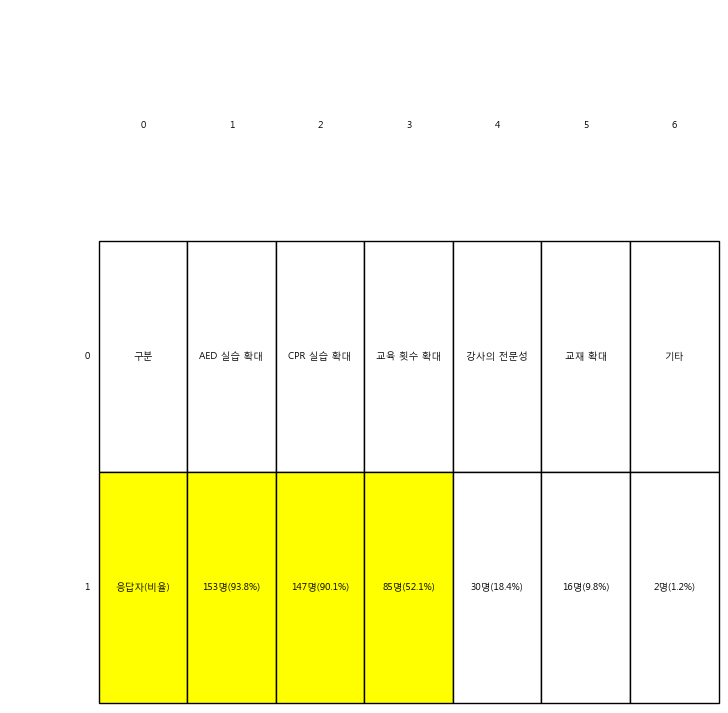 0 1 2 3 4 5 6
0 구분 AED 실습 확대 CPR 실습 확대 교육 횟수 확대 강사의 전문성 교재 확대 기타
1 응답자(비율) 153명(93.8%) 147명(90.1%) 85명(52.1%) 30명(18.4%) 16명(9.8%) 2명(1.2%)